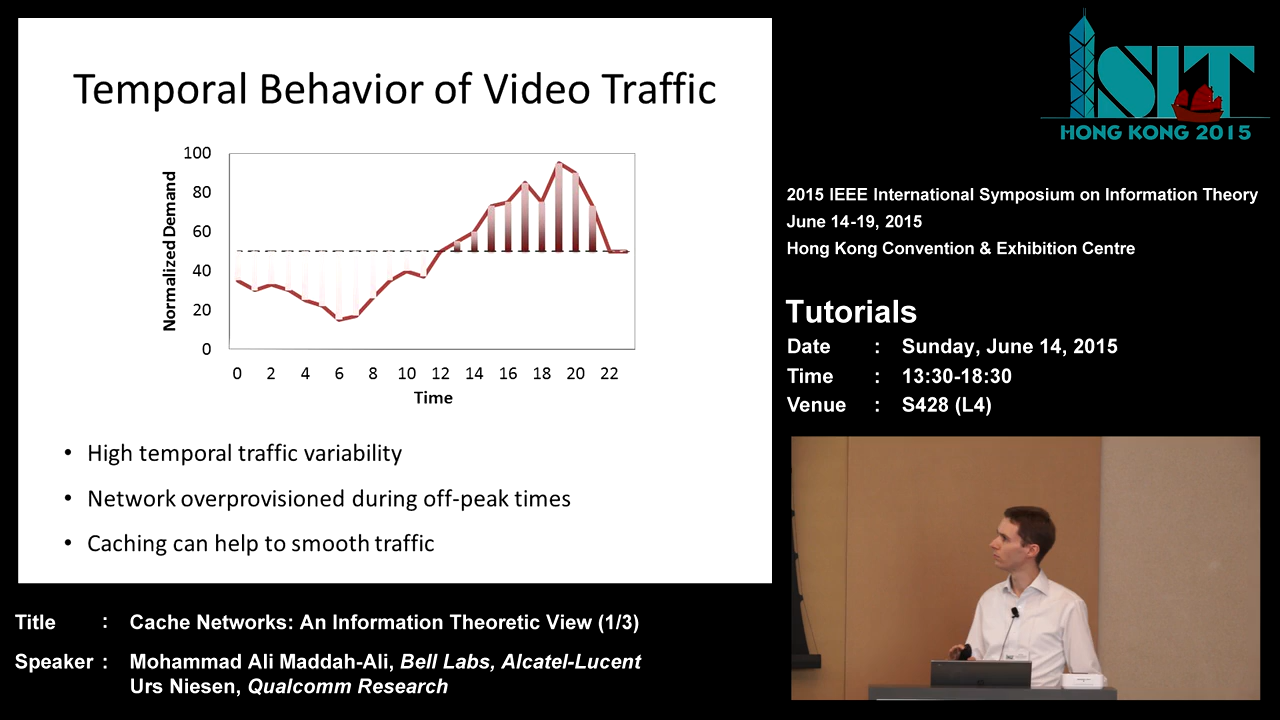 Temporal Behavior of Video Traffic
Normalized Demand
100
80
60
40
20
0
0 2 4 6 8 10 12 14 16 18 20 22
Time
• High temporal traffic variability
• Network overprovisioned during off-peak times
• Caching can help to smooth traffic
ISIT
HONG KONG 2015
2015 IEEE International Symposium on Information Theory
June 14-19, 2015
Hong Kong Convention & Exhibition Centre
Tutorials
Date : Sunday, June 14, 2015
Time : 13:30-18:30
Venue : S428 (L4)
Title : Cache Networks: An Information Theoretic View (1/3)
Speaker : Mohammad Ali Maddah-Ali, Bell Labs, Alcatel-Lucent
Urs Niesen, Qualcomm Research